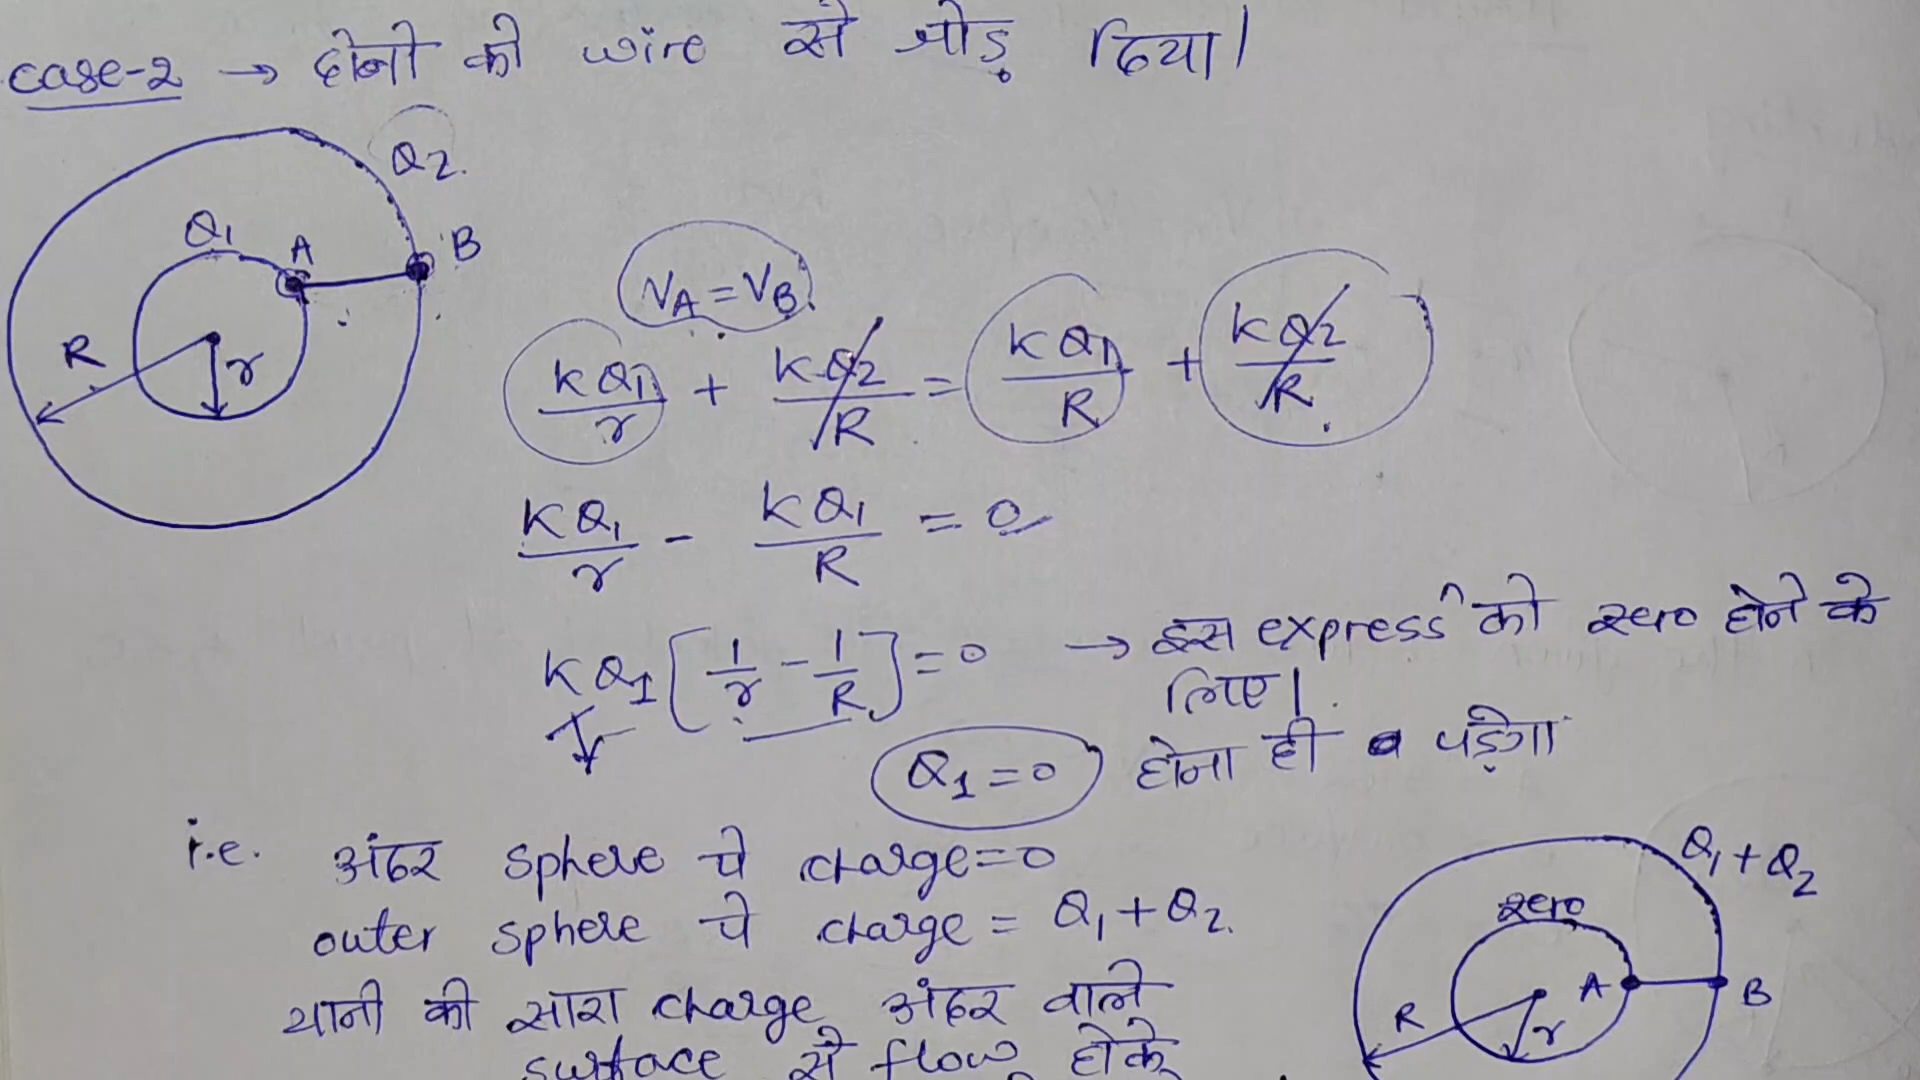 case-2 → दोनो को wire से जोड़ दिया।
Q2.
Q1 A B
R r
VA = VB.
KQ1/r + KQ2/R = KQ1/R + KQ2/R.
KQ1/r - KQ1/R = 0
KQ1 [1/r - 1/R] = 0 → इस express^n को zero होने के
लिए।
Q1 = 0 होना ही पड़ेगा
i.e. अंदर sphere पे charge = 0
outer sphere पे charge = Q1 + Q2.
यानी की सारा charge अंदर वाले
surface से flow होके
Q1 + Q2
zero
A B
R r